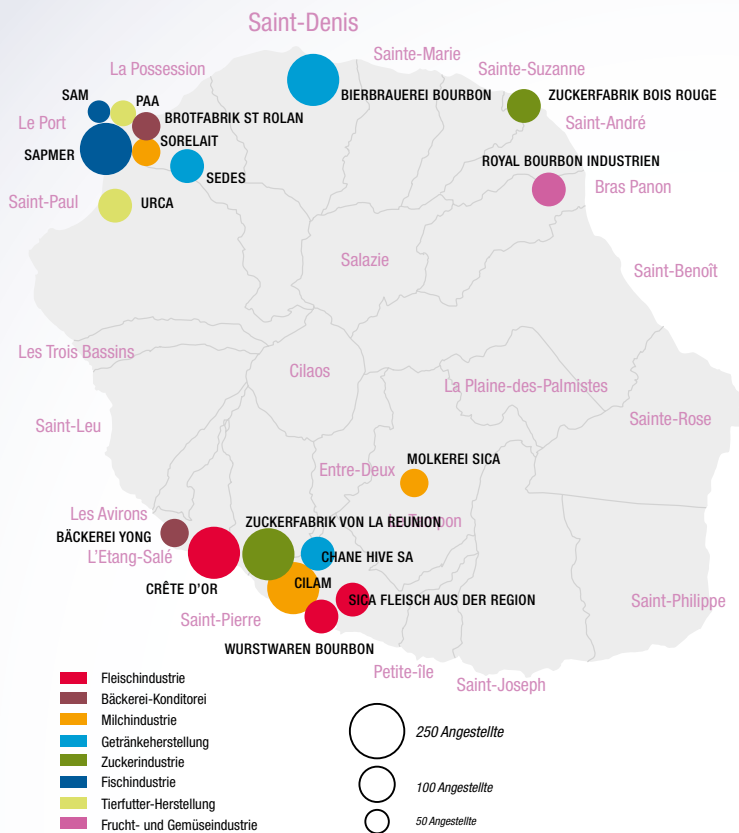 Saint-Denis
Sainte-Marie
La Possession
Sainte-Suzanne
SAM
PAA
BIERBRAUEREI BOURBON
ZUCKERFABRIK BOIS ROUGE
Le Port
BROTFABRIK ST ROLAN
Saint-André
SORELAIT
SAPMER
ROYAL BOURBON INDUSTRIEN
SEDES
Bras Panon
Saint-Paul
URCA
Salazie
Saint-Benoît
Les Trois Bassins
Cilaos
La Plaine-des-Palmistes
Saint-Leu
Sainte-Rose
MOLKEREI SICA
Entre-Deux
Les Avirons
ZUCKERFABRIK VON LA REUNION
BÄCKEREI YONG
L'Etang-Salé
CHANE HIVE SA
CRÊTE D'OR
CILAM
SICA FLEISCH AUS DER REGION
Saint-Philippe
Saint-Pierre
WURSTWAREN BOURBON
Petite-île
Saint-Joseph
Fleischindustrie
Bäckerei-Konditorei
Milchindustrie
Getränkeherstellung
Zuckerindustrie
Fischindustrie
Tierfutter-Herstellung
Frucht- und Gemüseindustrie
250 Angestellte
100 Angestellte
50 Angestellte